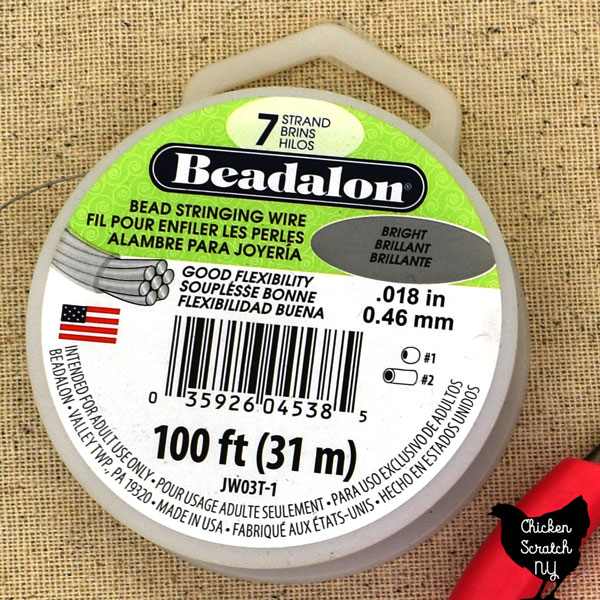 7
STRAND
BRINS
HILOS
Beadalon®
BEAD STRINGING WIRE
FIL POUR ENFILER LES PERLES
ALAMBRE PARA JOYERÍA
BRIGHT
BRILLANT
BRILLANTE
GOOD FLEXIBILITY
SOUPLESSE BONNE
FLEXIBILIDAD BUENA
.018 in
0.46 mm
#1
#2
0 35926 04538 5
100 ft (31 m)
JW03T-1
INTENDED FOR ADULT USE ONLY • POUR USAGE ADULTE SEULEMENT • PARA USO EXCLUSIVO DE ADULTOS
BEADALON • VALLEY TWP., PA 19320 • MADE IN USA • FABRIQUÉ AUX ÉTATS-UNIS • HECHO EN ESTADOS UNIDOS
Chicken
Scratch
NY